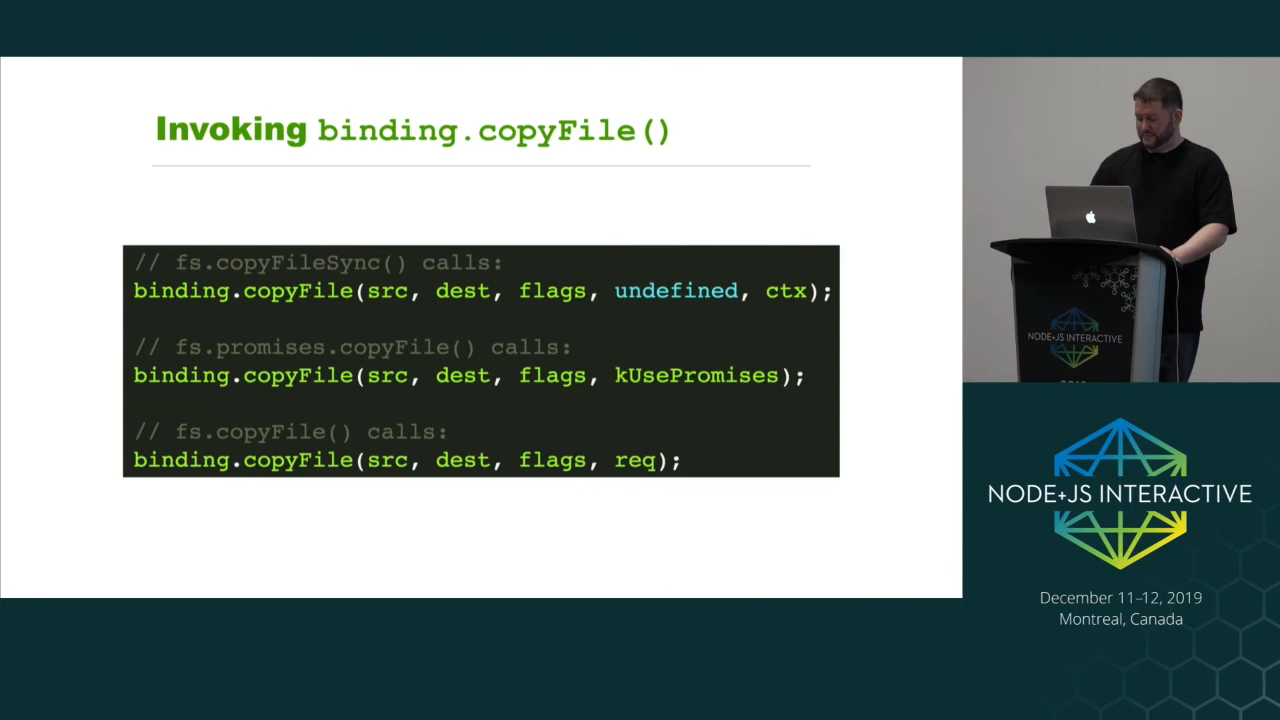 Invoking binding.copyFile()
// fs.copyFileSync() calls:
binding.copyFile(src, dest, flags, undefined, ctx);
// fs.promises.copyFile() calls:
binding.copyFile(src, dest, flags, kUsePromises);
// fs.copyFile() calls:
binding.copyFile(src, dest, flags, req);
NODE+JS INTERACTIVE
NODE+JS INTERACTIVE
December 11–12, 2019
Montreal, Canada